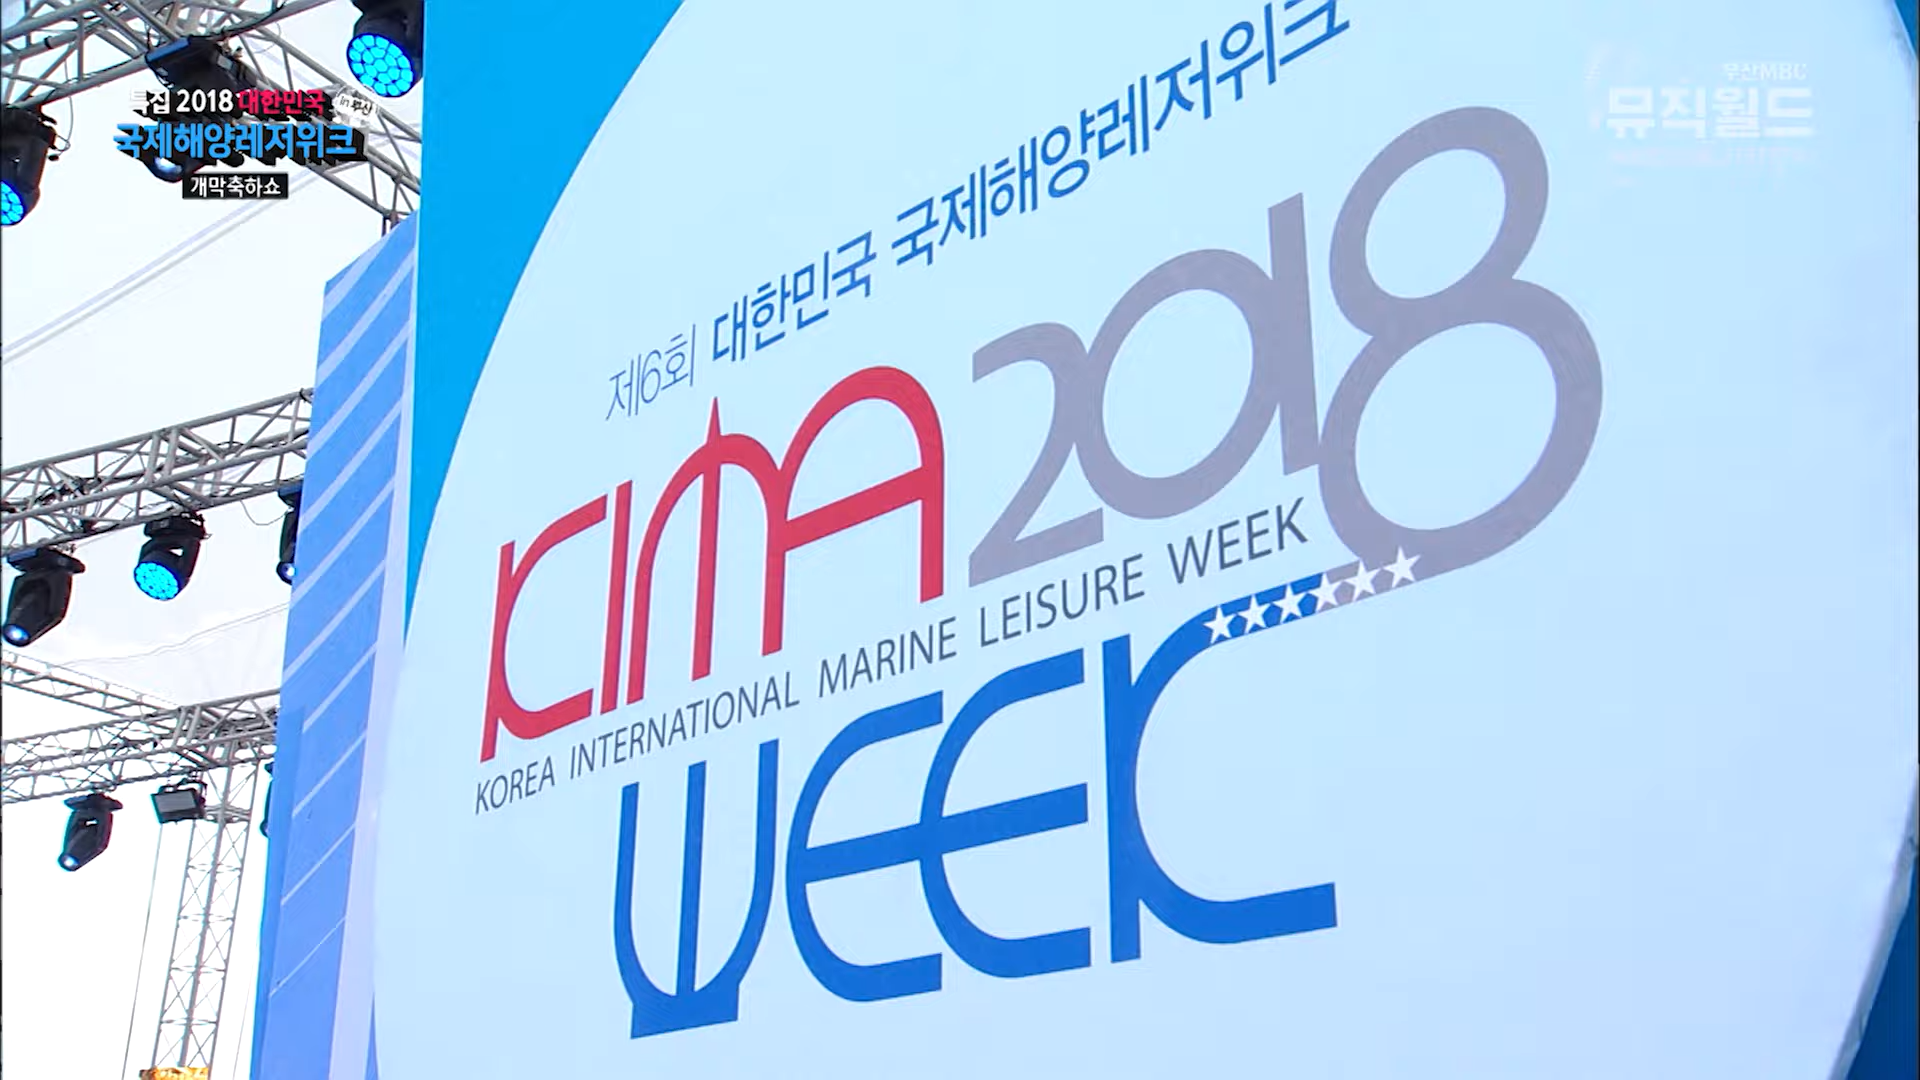 특집 2018 대한민국 in 부산
국제해양레저위크
개막축하쇼
부산MBC
뮤직월드
제6회 대한민국 국제해양레저위크
KIMA 2018
KOREA INTERNATIONAL MARINE LEISURE WEEK
WEEK